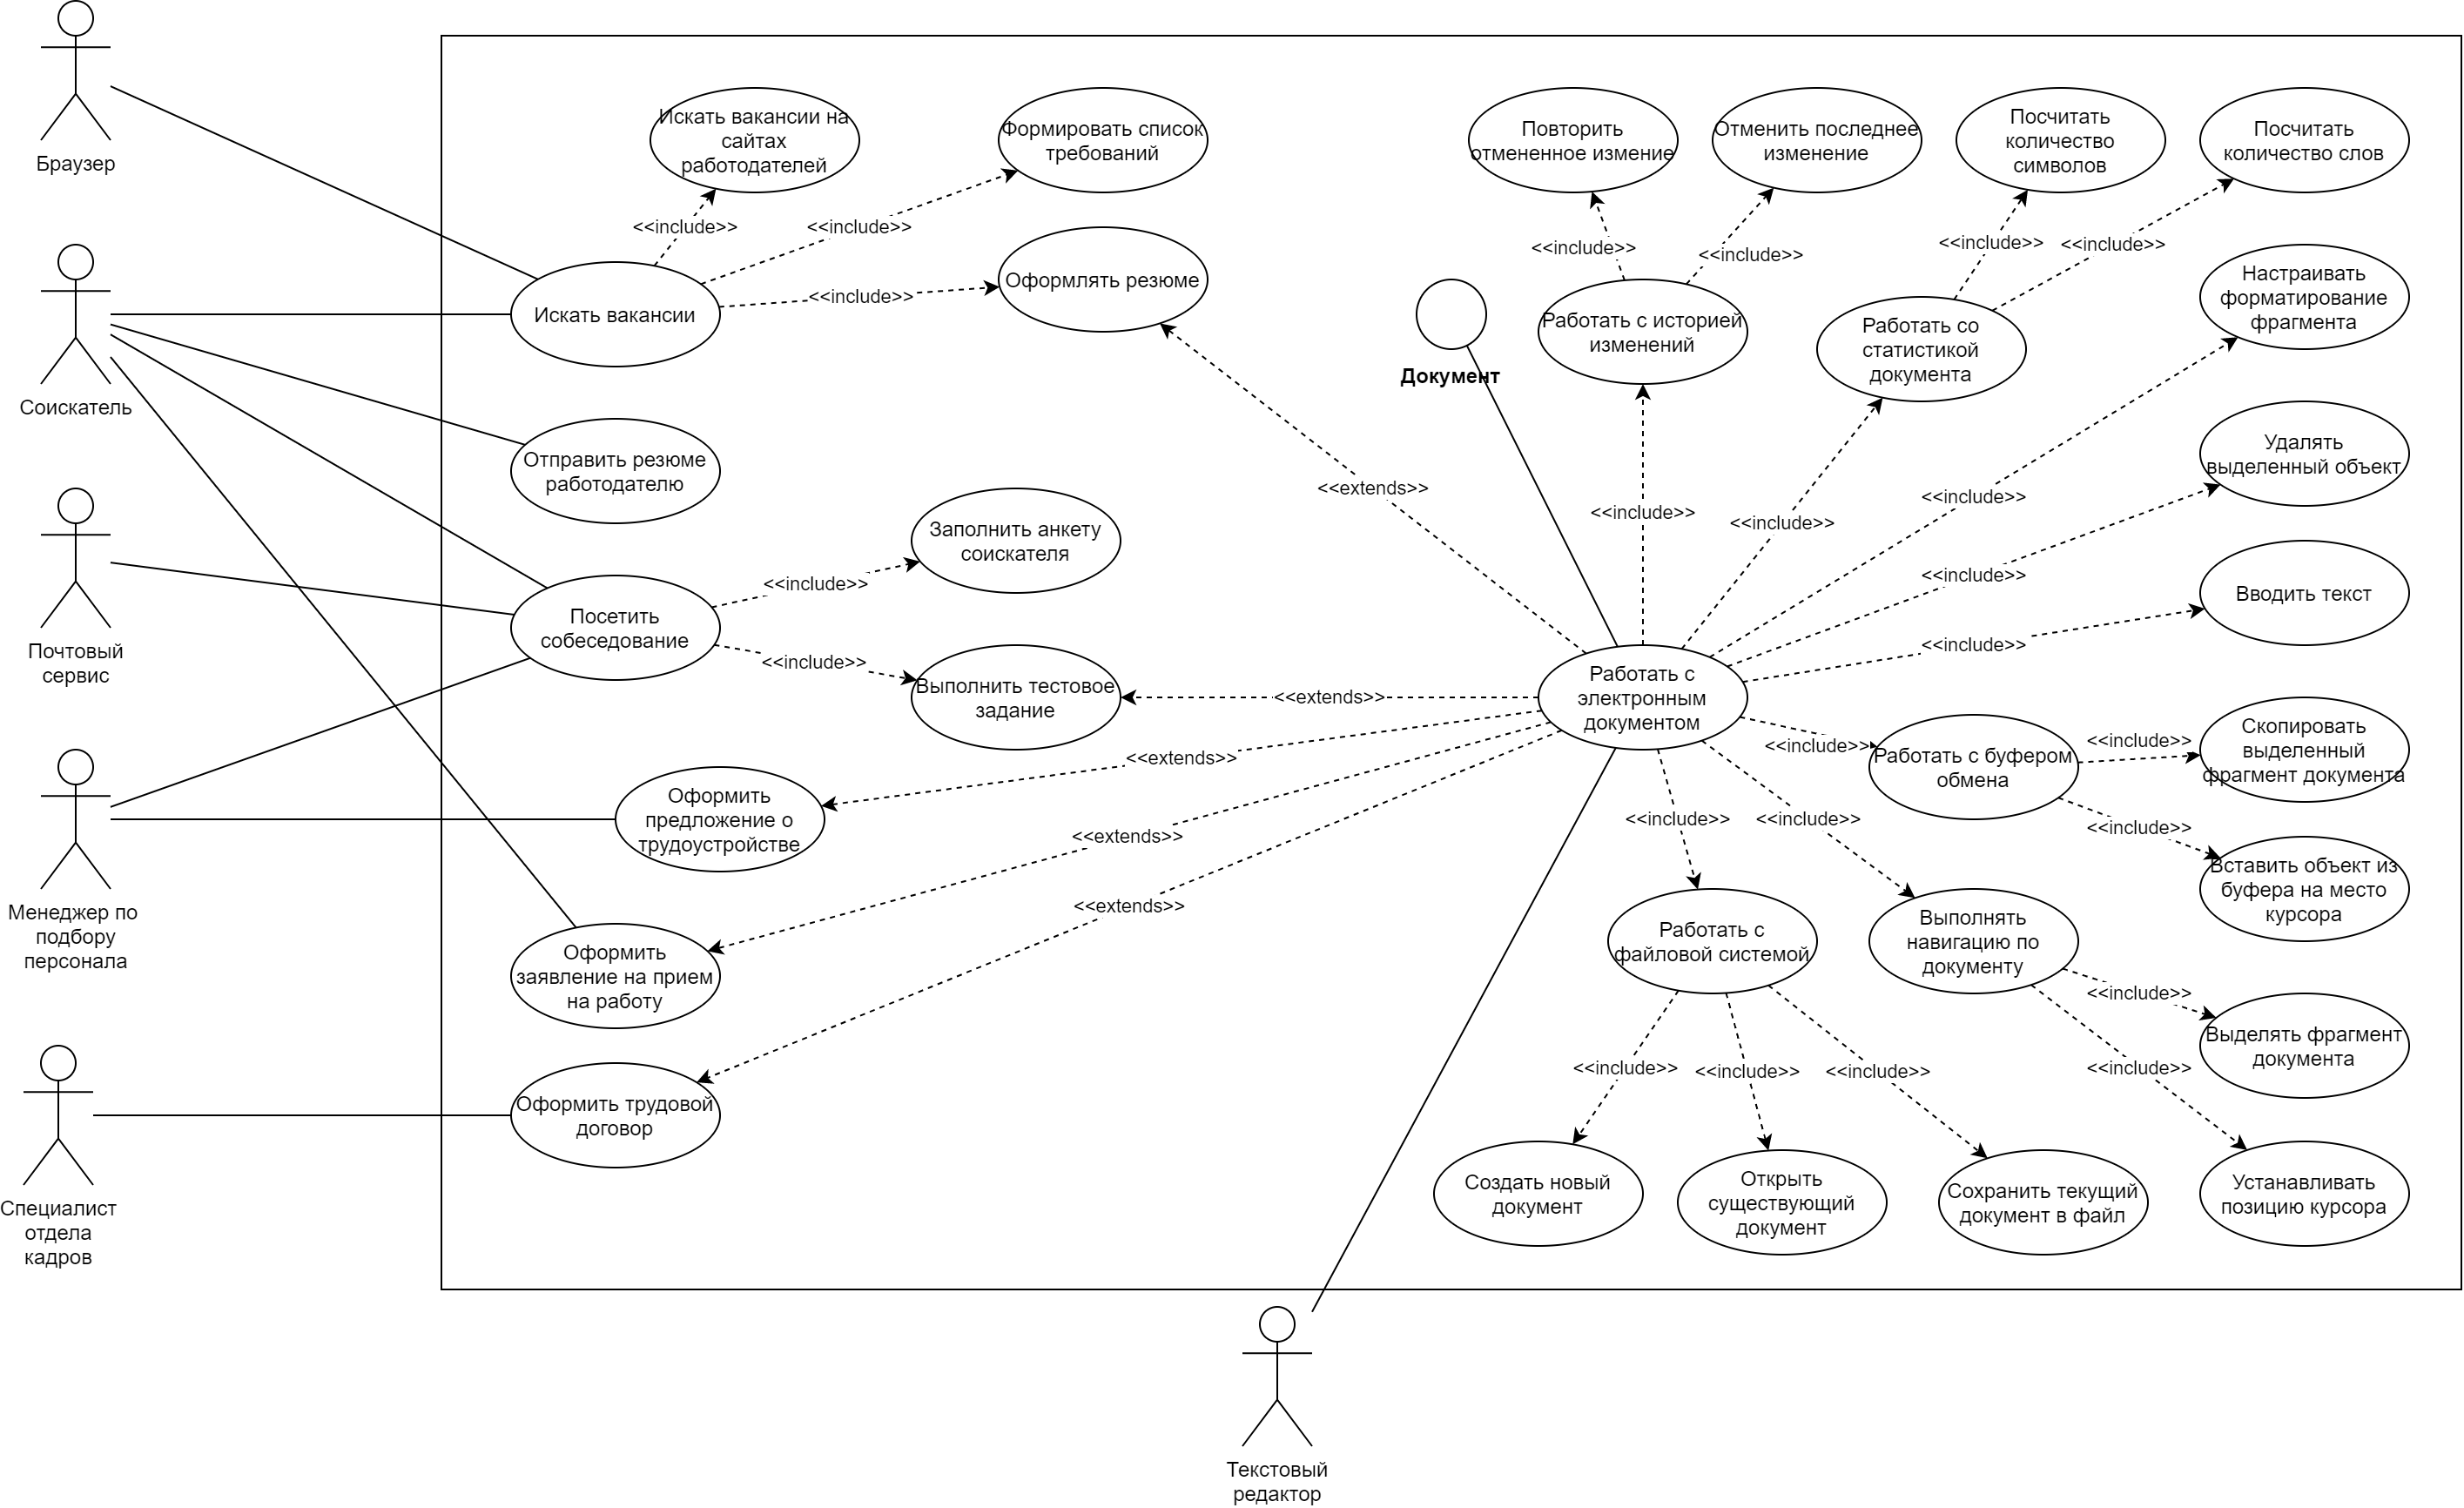 Браузер
Соискатель
Почтовый
сервис
Менеджер по
подбору
персонала
Специалист
отдела
кадров
Искать вакансии на
сайтах
работодателей
Формировать список
требований
<<include>>
<<include>>
<<include>>
Искать вакансии
Оформлять резюме
Отправить резюме
работодателю
Посетить
собеседование
<<include>>
<<include>>
Заполнить анкету
соискателя
Выполнить тестовое
задание
Оформить
предложение о
трудоустройстве
Оформить
заявление на прием
на работу
Оформить трудовой
договор
<<extends>>
<<extends>>
<<extends>>
<<extends>>
<<extends>>
Документ
Повторить
отмененное измение
Отменить последнее
изменение
Посчитать
количество
символов
Посчитать
количество слов
<<include>>
<<include>>
<<include>>
<<include>>
Работать с историей
изменений
Работать со
статистикой
документа
Настраивать
форматирование
фрагмента
Удалять
выделенный объект
Вводить текст
<<include>>
<<include>>
<<include>>
<<include>>
<<include>>
Работать с
электронным
документом
<<include>>
Работать с буфером
обмена
<<include>>
Скопировать
выделенный
фрагмент документа
<<include>>
Вставить объект из
буфера на место
курсора
<<include>>
<<include>>
Работать с
файловой системой
Выполнять
навигацию по
документу
<<include>>
Выделять фрагмент
документа
<<include>>
<<include>>
<<include>>
<<include>>
Создать новый
документ
Открыть
существующий
документ
Сохранить текущий
документ в файл
Устанавливать
позицию курсора
Текстовый
редактор